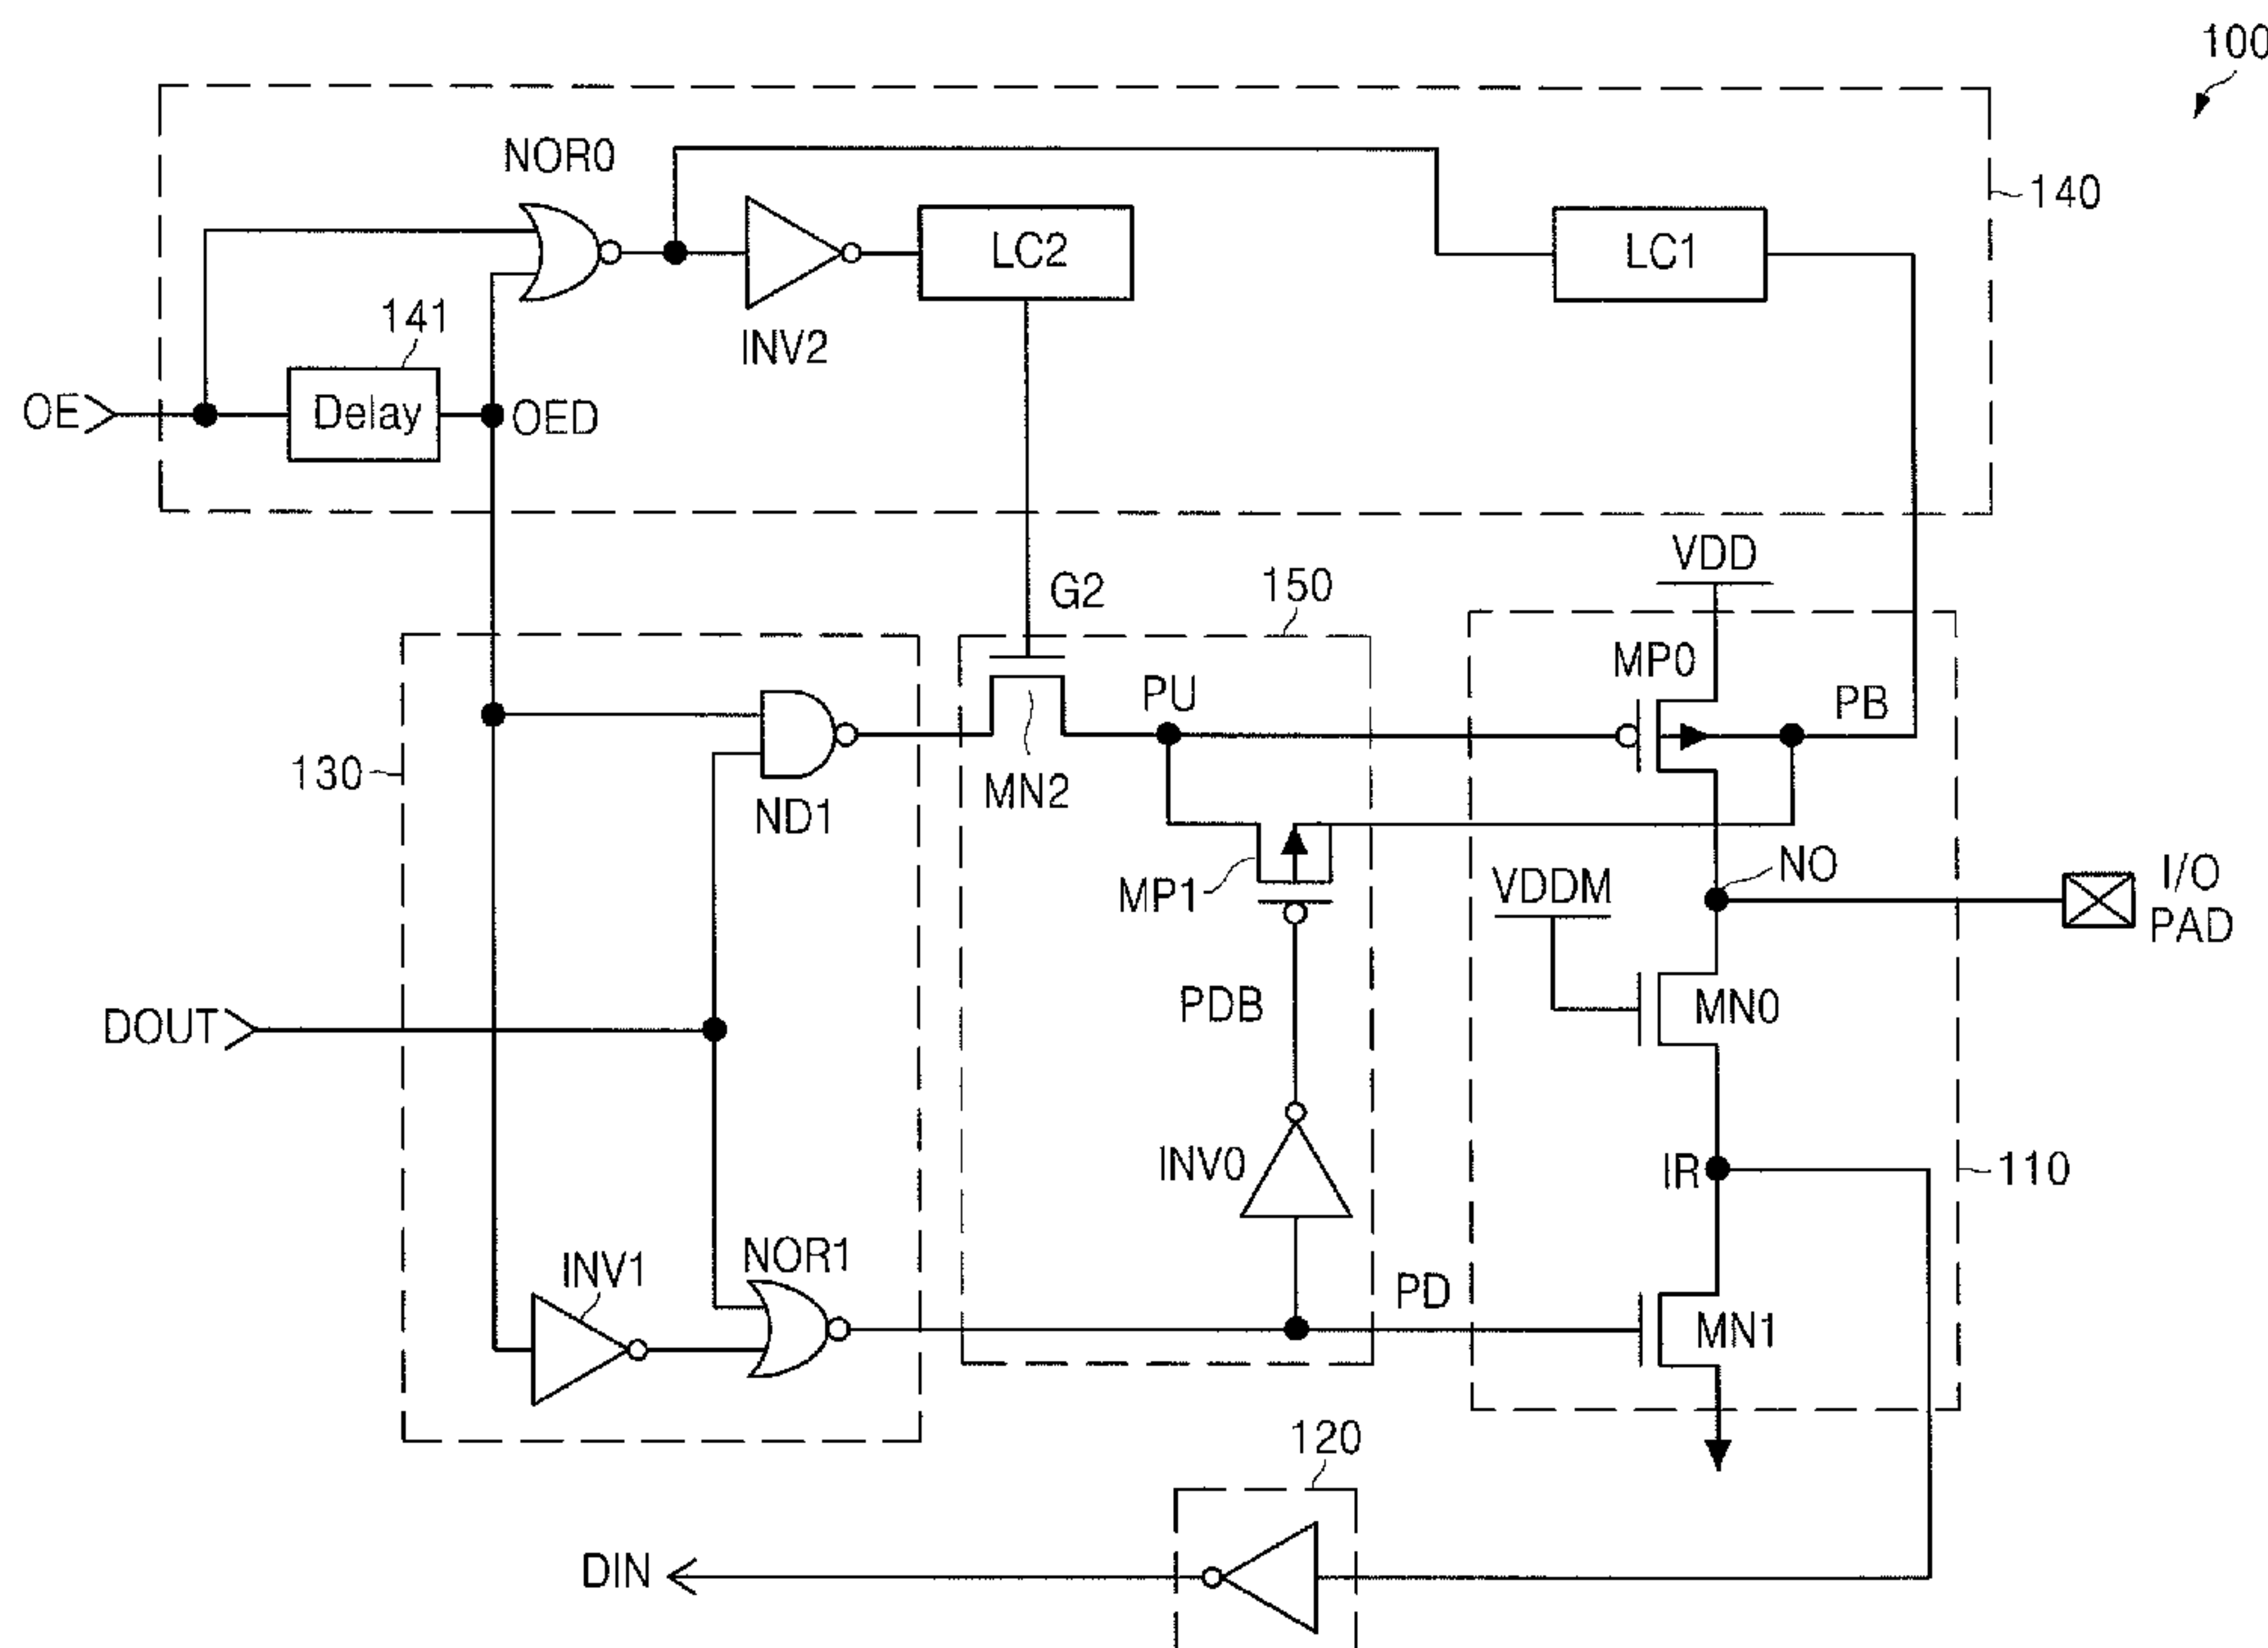 100
NOR0
140
LC2
LC1
141
INV2
OE
Delay
OED
VDD
G2
150
MP0
PU
PB
130
MN2
ND1
NO
VDDM
I/O
PAD
MP1
PDB
MN0
DOUT
INV0
IR
110
INV1
NOR1
PD
MN1
120
DIN